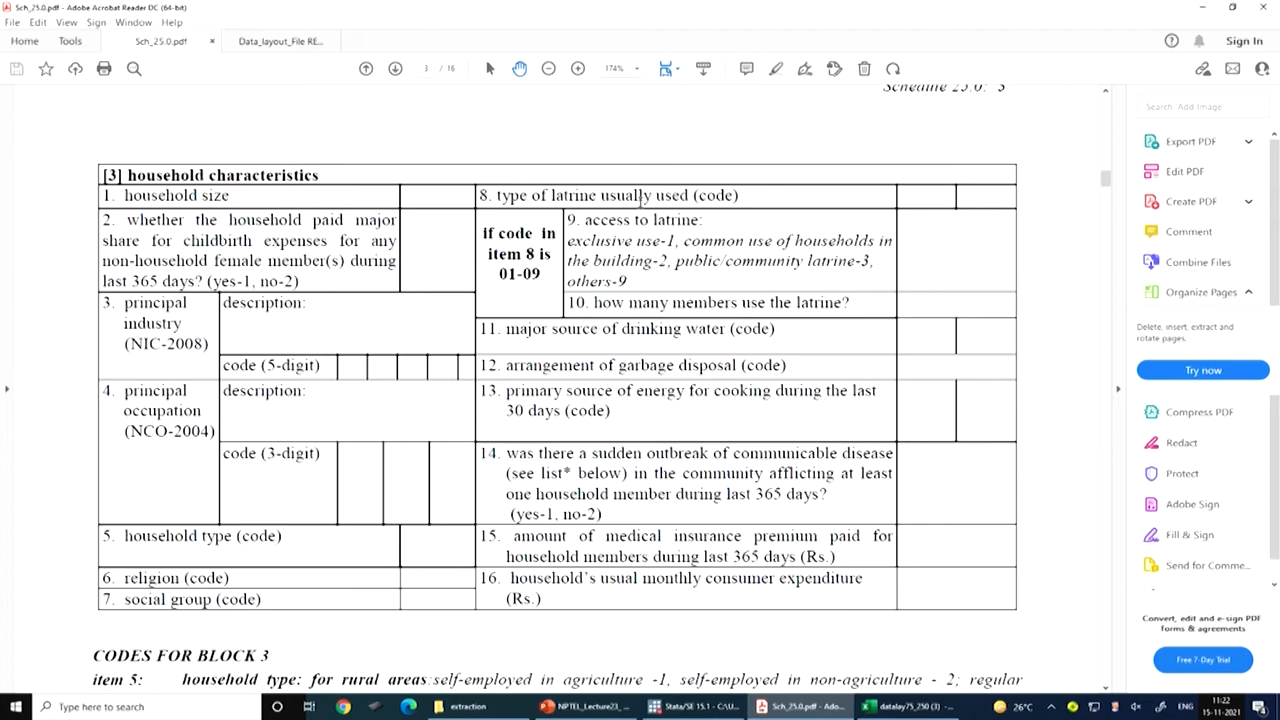 Sch_25.0.pdf - Adobe Acrobat Reader DC (64-bit)
File Edit View Sign Window Help
Home Tools Sch_25.0.pdf × Data_layout_File RE... Sign In
3 / 16 174%
Schedule 25.0: 3
[3] household characteristics
1. household size
2. whether the household paid major
share for childbirth expenses for any
non-household female member(s) during
last 365 days? (yes-1, no-2)
3. principal
industry
(NIC-2008)
description:
code (5-digit)
4. principal
occupation
(NCO-2004)
description:
code (3-digit)
5. household type (code)
6. religion (code)
7. social group (code)
8. type of latrine usually used (code)
if code in
item 8 is
01-09
9. access to latrine:
exclusive use-1, common use of households in
the building-2, public/community latrine-3,
others-9
10. how many members use the latrine?
11. major source of drinking water (code)
12. arrangement of garbage disposal (code)
13. primary source of energy for cooking during the last
30 days (code)
14. was there a sudden outbreak of communicable disease
(see list* below) in the community afflicting at least
one household member during last 365 days?
(yes-1, no-2)
15. amount of medical insurance premium paid for
household members during last 365 days (Rs.)
16. household's usual monthly consumer expenditure
(Rs.)
CODES FOR BLOCK 3
item 5: household type: for rural areas:self-employed in agriculture -1, self-employed in non-agriculture - 2; regular
Search 'Add Image'
Export PDF
Edit PDF
Create PDF
Comment
Combine Files
Organize Pages
Delete, insert, extract and
rotate pages.
Try now
Compress PDF
Redact
Protect
Adobe Sign
Fill & Sign
Send for Comme...
Convert, edit and e-sign PDF
forms & agreements
Free 7-Day Trial
Type here to search
extraction
NPTEL_Lecture23_ ...
Stata/SE 15.1 - C:\U...
Sch_25.0.pdf - Ado...
datalay75_250 (3) - ...
26°C
ENG
11:22
15-11-2021